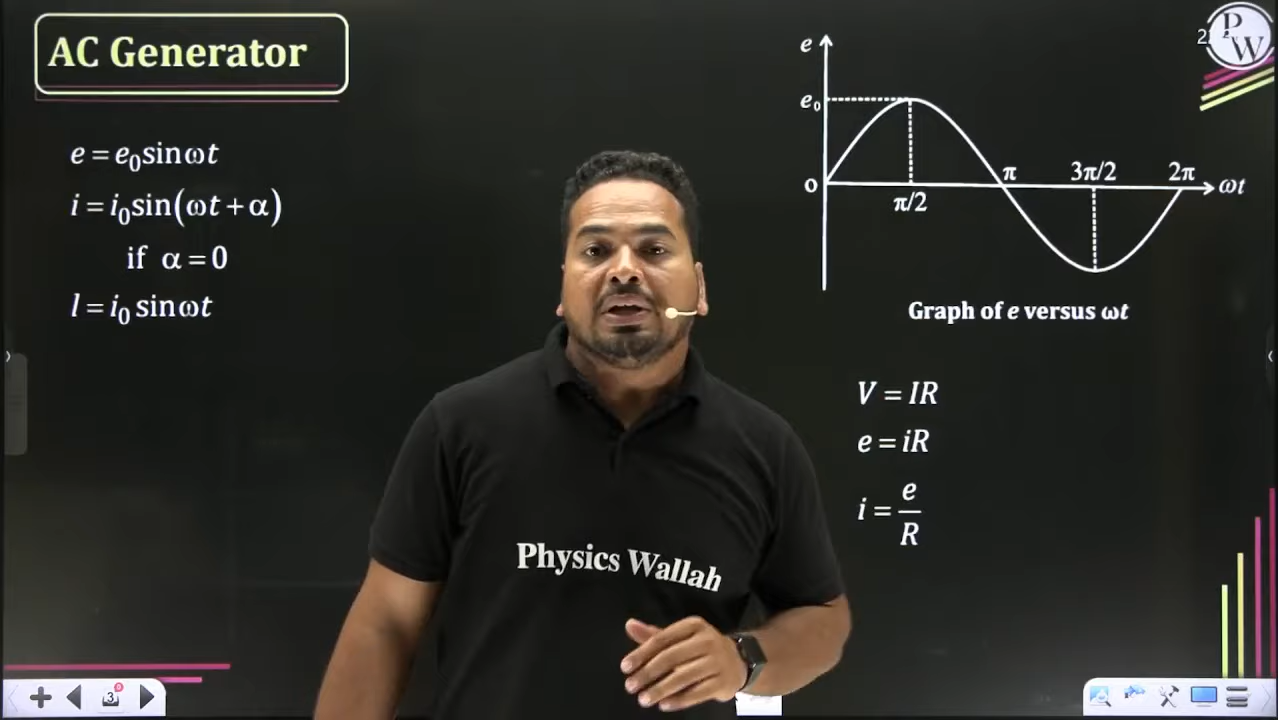 AC Generator
e = e₀sinωt
i = i₀sin(ωt + α)
if α = 0
l = i₀ sinωt
e
e₀
o
π/2
π
3π/2
2π
ωt
Graph of e versus ωt
V = IR
e = iR
i = e/R
Physics Wallah
P
W
3